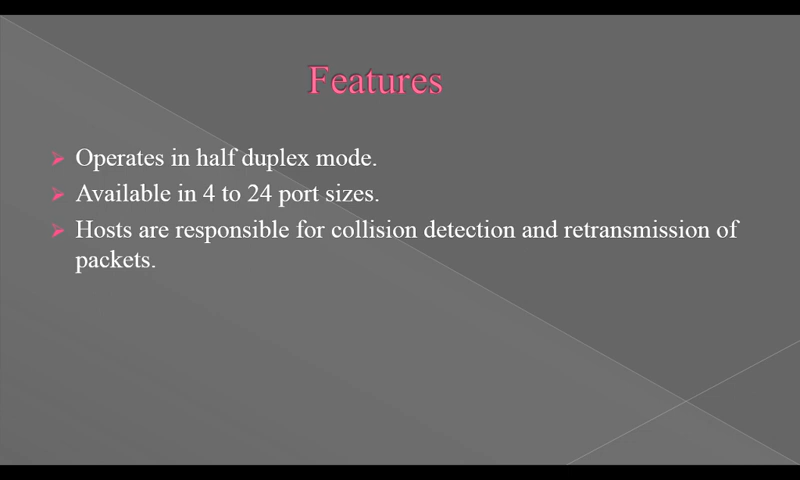 Features
Operates in half duplex mode.
Available in 4 to 24 port sizes.
Hosts are responsible for collision detection and retransmission of
packets.